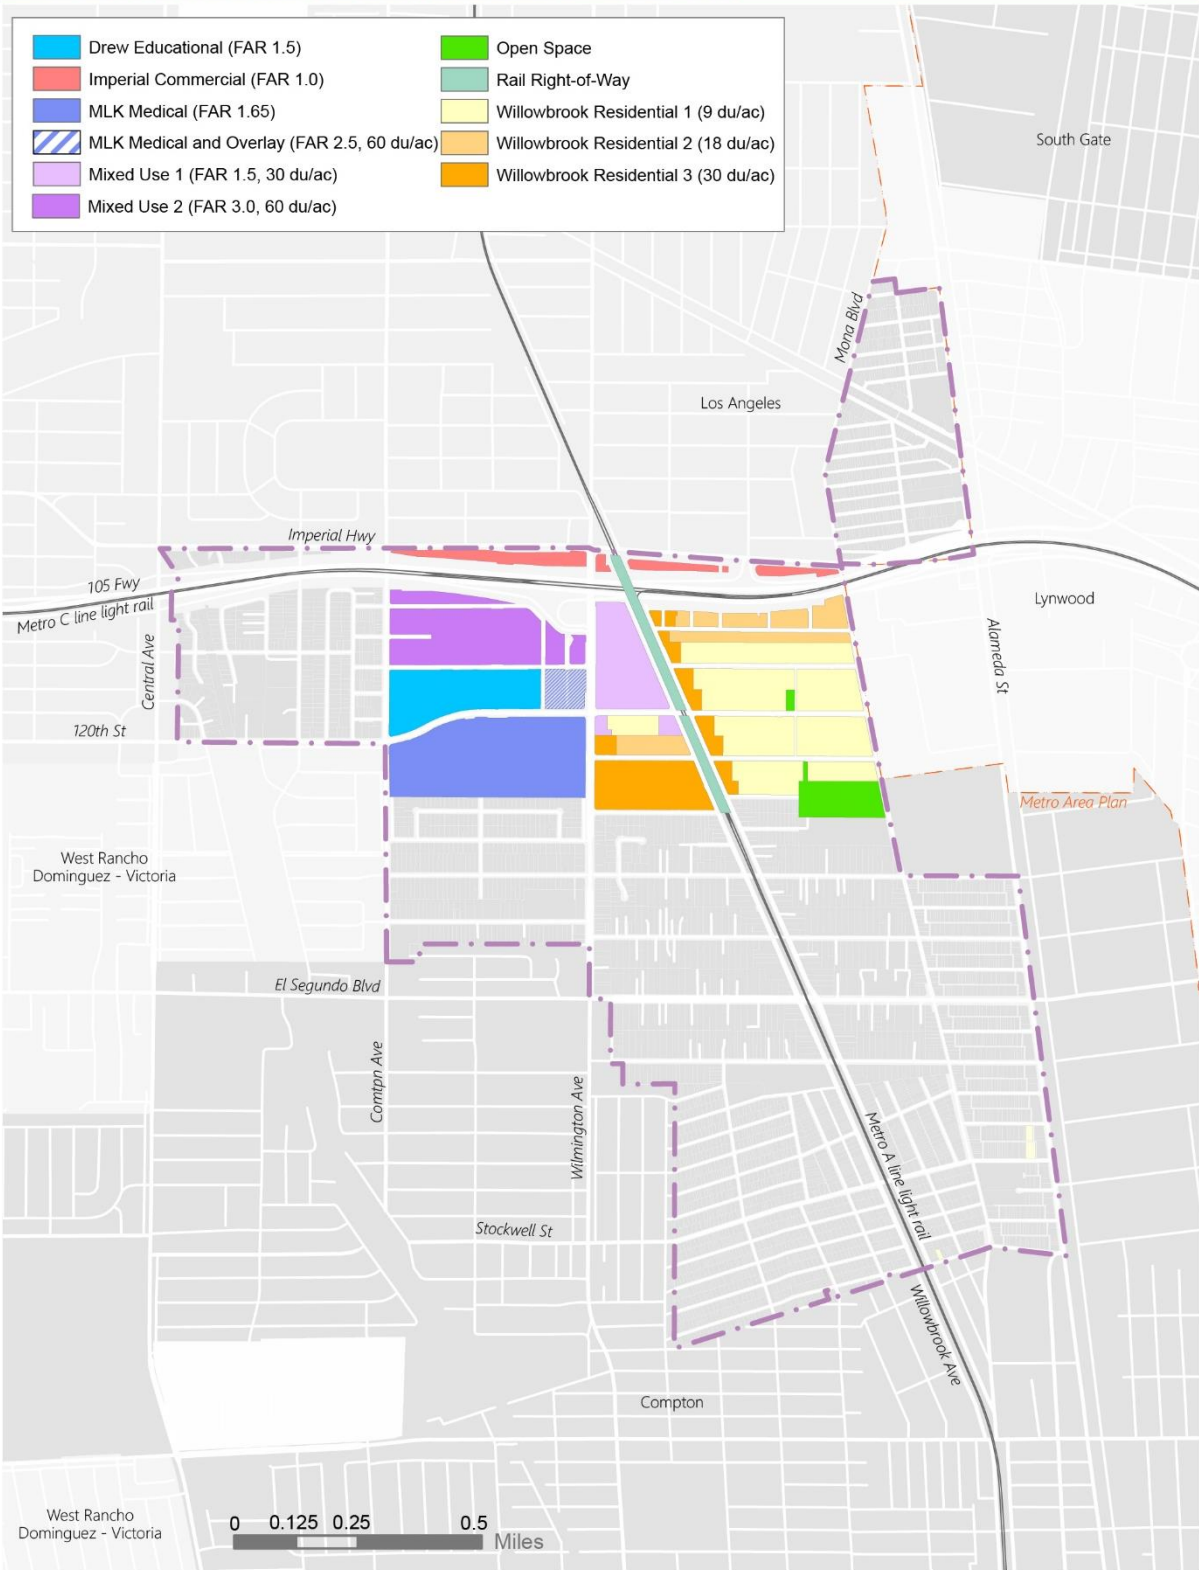 Drew Educational (FAR 1.5)
Imperial Commercial (FAR 1.0)
MLK Medical (FAR 1.65)
MLK Medical and Overlay (FAR 2.5, 60 du/ac)
Mixed Use 1 (FAR 1.5, 30 du/ac)
Mixed Use 2 (FAR 3.0, 60 du/ac)
Open Space
Rail Right-of-Way
Willowbrook Residential 1 (9 du/ac)
Willowbrook Residential 2 (18 du/ac)
Willowbrook Residential 3 (30 du/ac)
South Gate
Mona Blvd
Los Angeles
Imperial Hwy
105 Fwy
Metro C line light rail
Lynwood
Central Ave
Alameda St
120th St
Metro Area Plan
West Rancho
Dominguez - Victoria
El Segundo Blvd
Comtpn Ave
Wilmington Ave
Metro A line light rail
Stockwell St
Willowbrook Ave
Compton
West Rancho
Dominguez - Victoria
0 0.125 0.25 0.5
Miles